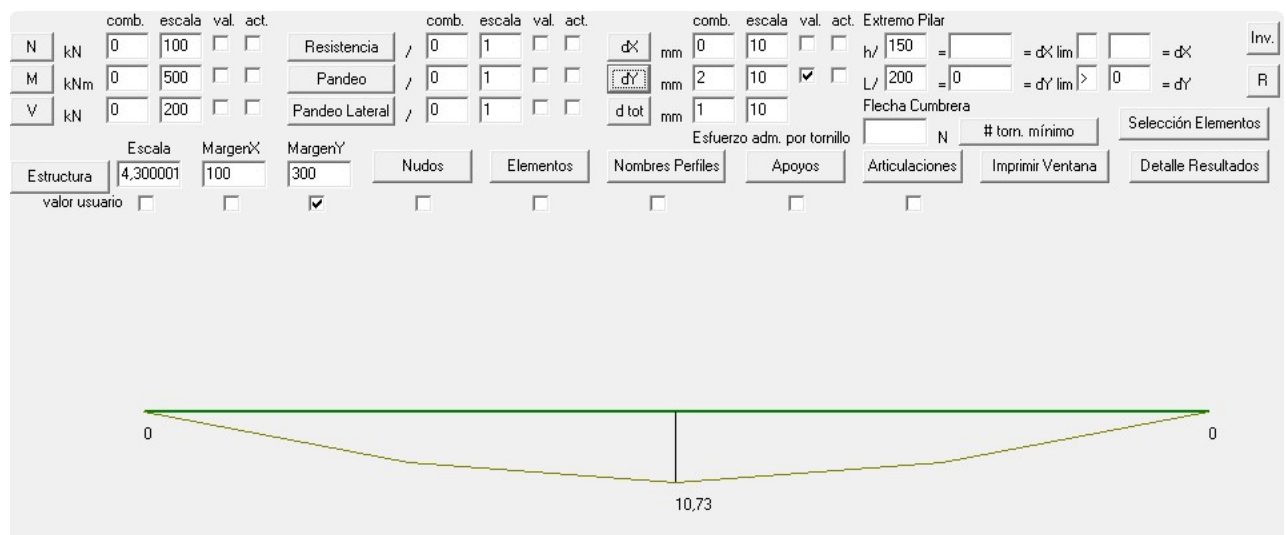 comb. escala val. act. comb. escala val. act. comb. escala val. act. Extremo Pilar
N kN 0 100 Resistencia / 0 1 dX mm 0 10 h/ 150 = = dX lim = dX Inv.
M kNm 0 500 Pandeo / 0 1 dY mm 2 10 L/ 200 = 0 = dY lim > 0 = dY R
V kN 0 200 Pandeo Lateral / 0 1 d tot mm 1 10 Flecha Cumbrera
Esfuerzo adm. por tornillo N # torn. mínimo Selección Elementos
Escala MargenX MargenY
Estructura 4,300001 100 300 Nudos Elementos Nombres Perfiles Apoyos Articulaciones Imprimir Ventana Detalle Resultados
valor usuario
0 0
10,73